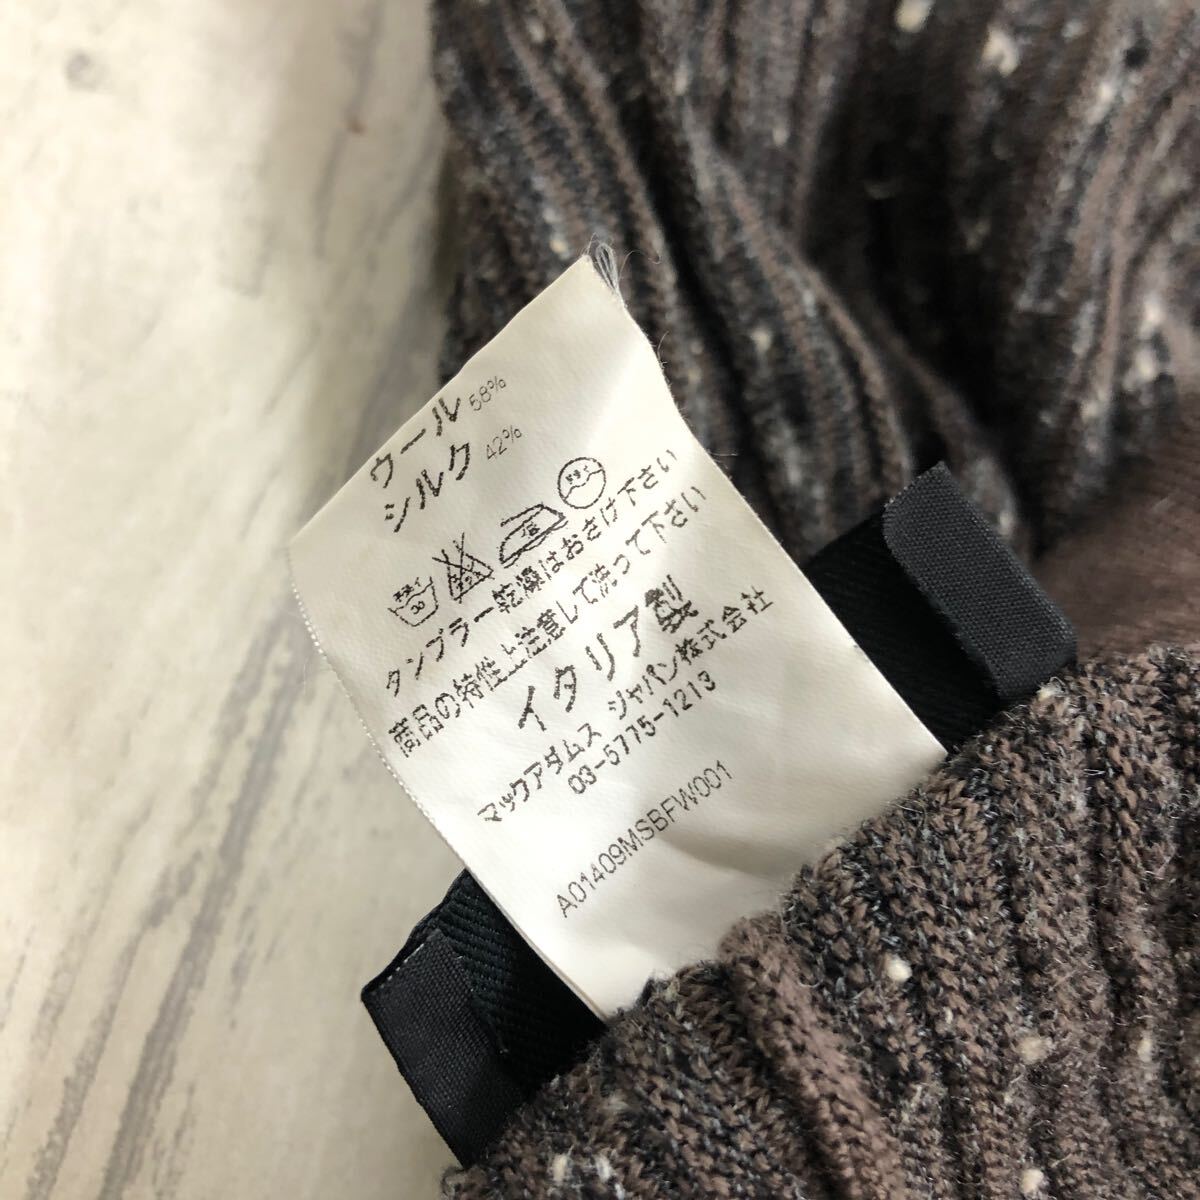 ウール 58%
シルク 42%
タンブラー乾燥はおさけ下さい
商品の特性上注意して洗って下さい
イタリア製
マックアダムス ジャパン株式会社
03-5775-1213
A01409MSBFW001